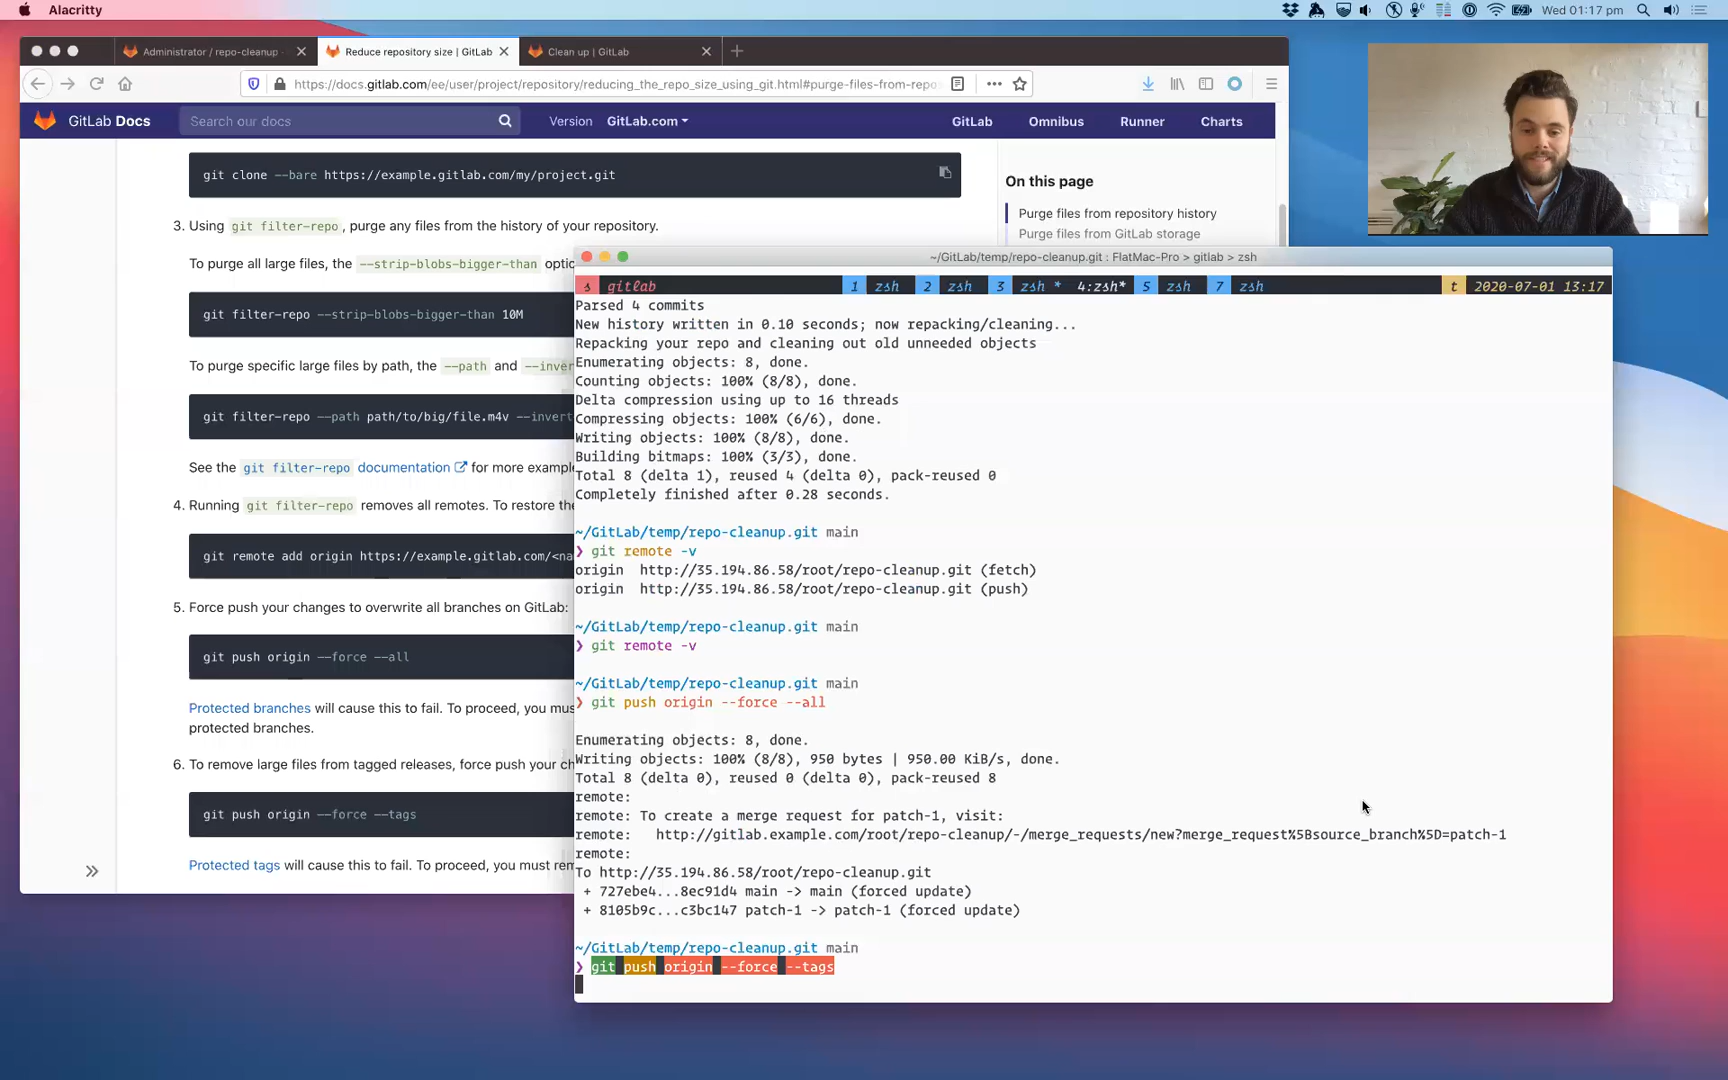 Alacritty
Wed 01:17 pm
Administrator / repo-cleanup
Reduce repository size | GitLab
Clean up | GitLab
https://docs.gitlab.com/ee/user/project/repository/reducing_the_repo_size_using_git.html#purge-files-from-repo
GitLab Docs
Search our docs
Version GitLab.com
GitLab
Omnibus
Runner
Charts
git clone --bare https://example.gitlab.com/my/project.git
On this page
Purge files from repository history
Purge files from GitLab storage
3. Using git filter-repo , purge any files from the history of your repository.
To purge all large files, the --strip-blobs-bigger-than optic
git filter-repo --strip-blobs-bigger-than 10M
To purge specific large files by path, the --path and --inver
git filter-repo --path path/to/big/file.m4v --invert
See the git filter-repo documentation for more example
4. Running git filter-repo removes all remotes. To restore the
git remote add origin https://example.gitlab.com/<na
5. Force push your changes to overwrite all branches on GitLab:
git push origin --force --all
Protected branches will cause this to fail. To proceed, you mus
protected branches.
6. To remove large files from tagged releases, force push your ch
git push origin --force --tags
Protected tags will cause this to fail. To proceed, you must rem
~/GitLab/temp/repo-cleanup.git : FlatMac-Pro > gitlab > zsh
s gitlab 1 zsh 2 zsh 3 zsh * 4:zsh* 5 zsh 7 zsh t 2020-07-01 13:17
Parsed 4 commits
New history written in 0.10 seconds; now repacking/cleaning...
Repacking your repo and cleaning out old unneeded objects
Enumerating objects: 8, done.
Counting objects: 100% (8/8), done.
Delta compression using up to 16 threads
Compressing objects: 100% (6/6), done.
Writing objects: 100% (8/8), done.
Building bitmaps: 100% (3/3), done.
Total 8 (delta 1), reused 4 (delta 0), pack-reused 0
Completely finished after 0.28 seconds.
~/GitLab/temp/repo-cleanup.git main
❯ git remote -v
origin http://35.194.86.58/root/repo-cleanup.git (fetch)
origin http://35.194.86.58/root/repo-cleanup.git (push)
~/GitLab/temp/repo-cleanup.git main
❯ git remote -v
~/GitLab/temp/repo-cleanup.git main
❯ git push origin --force --all
Enumerating objects: 8, done.
Writing objects: 100% (8/8), 950 bytes | 950.00 KiB/s, done.
Total 8 (delta 0), reused 0 (delta 0), pack-reused 8
remote:
remote: To create a merge request for patch-1, visit:
remote: http://gitlab.example.com/root/repo-cleanup/-/merge_requests/new?merge_request%5Bsource_branch%5D=patch-1
remote:
To http://35.194.86.58/root/repo-cleanup.git
+ 727ebe4...8ec91d4 main -> main (forced update)
+ 8105b9c...c3bc147 patch-1 -> patch-1 (forced update)
~/GitLab/temp/repo-cleanup.git main
❯ git push origin --force --tags